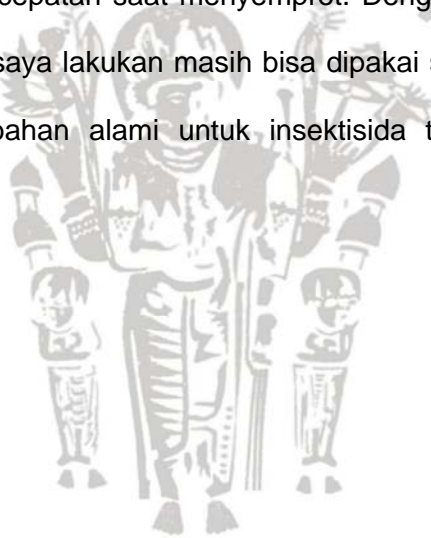 cepatan saat menyemprot. Deng
saya lakukan masih bisa dipakai s
bahan alami untuk insektisida t